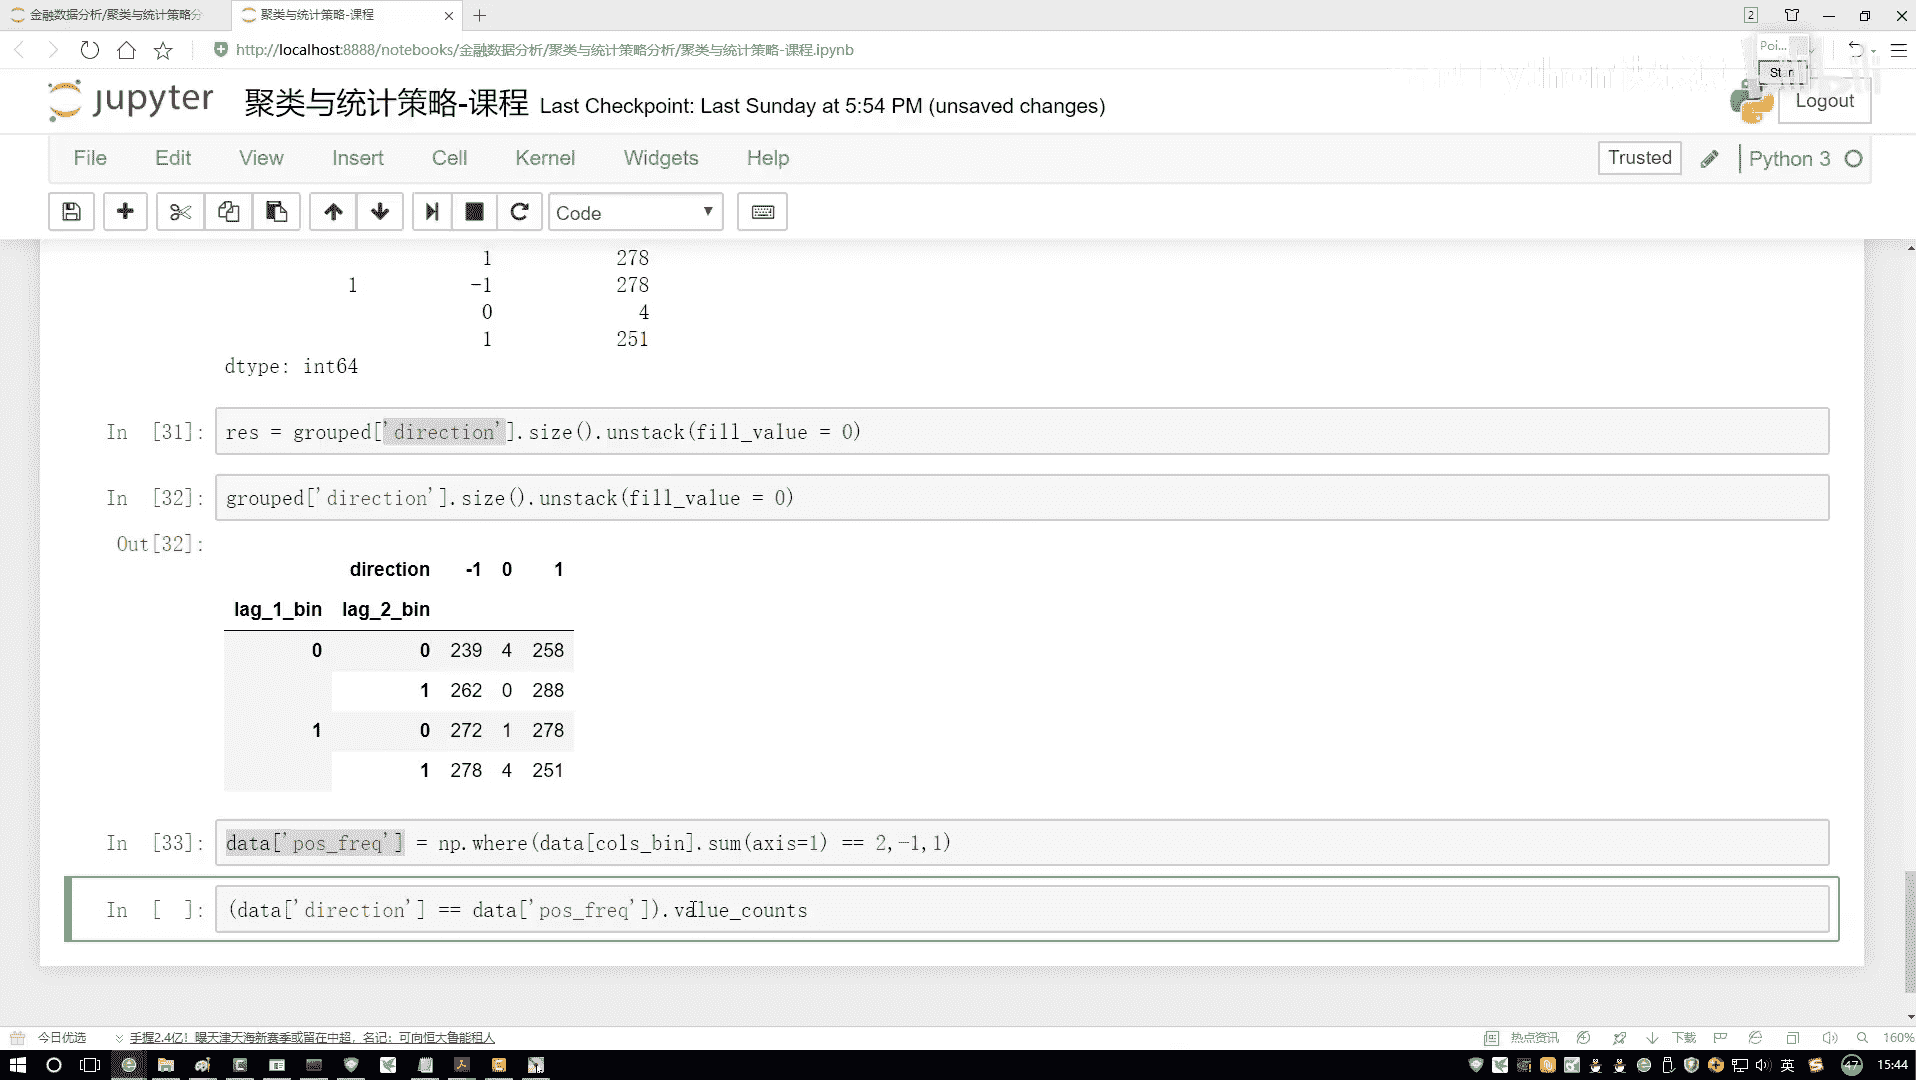 金融数据分析/聚类与统计策略分
聚类与统计策略-课程
2
http://localhost:8888/notebooks/金融数据分析/聚类与统计策略分析/聚类与统计策略-课程.ipynb
Poi...
jupyter 聚类与统计策略-课程 Last Checkpoint: Last Sunday at 5:54 PM (unsaved changes)
Logout
File Edit View Insert Cell Kernel Widgets Help
Trusted
Python 3
Code
1 278
1 -1 278
0 4
1 251
dtype: int64
In [31]: res = grouped['direction'].size().unstack(fill_value = 0)
In [32]: grouped['direction'].size().unstack(fill_value = 0)
Out[32]:
direction -1 0 1
lag_1_bin lag_2_bin
0 0 239 4 258
1 262 0 288
1 0 272 1 278
1 278 4 251
In [33]: data['pos_freq'] = np.where(data[cols_bin].sum(axis=1) == 2,-1,1)
In [ ]: (data['direction'] == data['pos_freq']).value_counts
今日优选
手握2.4亿!曝天津天海新赛季或留在中超,名记:可向恒大鲁能租人
热点资讯
下载
160%
英
47
15:44